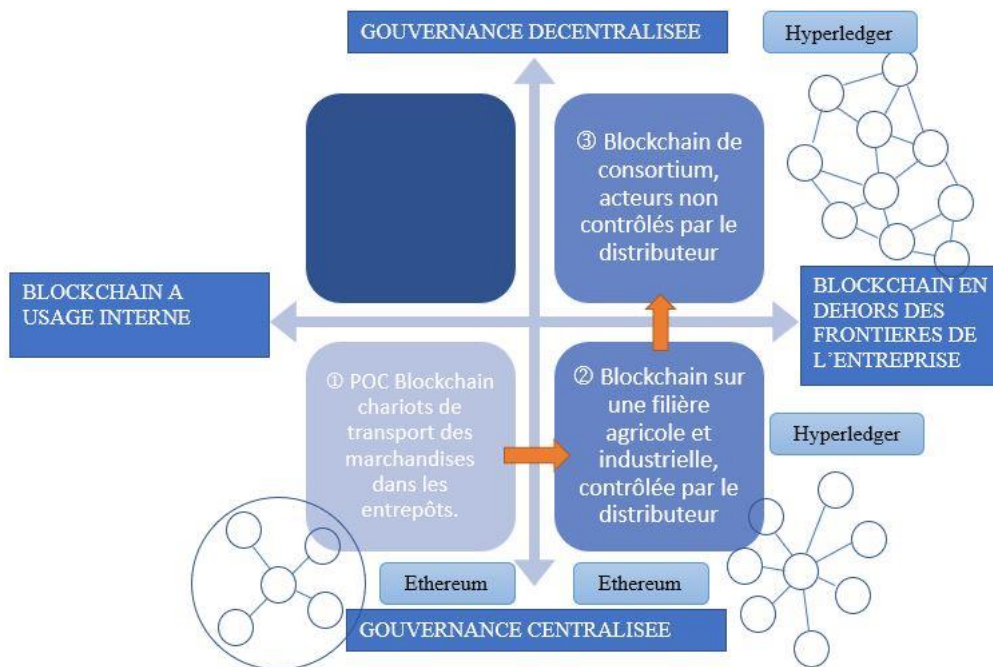 GOUVERNANCE DECENTRALISEE
Hyperledger
③ Blockchain de
consortium,
acteurs non
contrôlés par le
distributeur
BLOCKCHAIN A
USAGE INTERNE
BLOCKCHAIN EN
DEHORS DES
FRONTIERES DE
L'ENTREPRISE
① POC Blockchain
chariots de
transport des
marchandises
dans les
entrepôts.
② Blockchain sur
une filière
agricole et
industrielle,
contrôlée par le
distributeur
Hyperledger
Ethereum
Ethereum
GOUVERNANCE CENTRALISEE